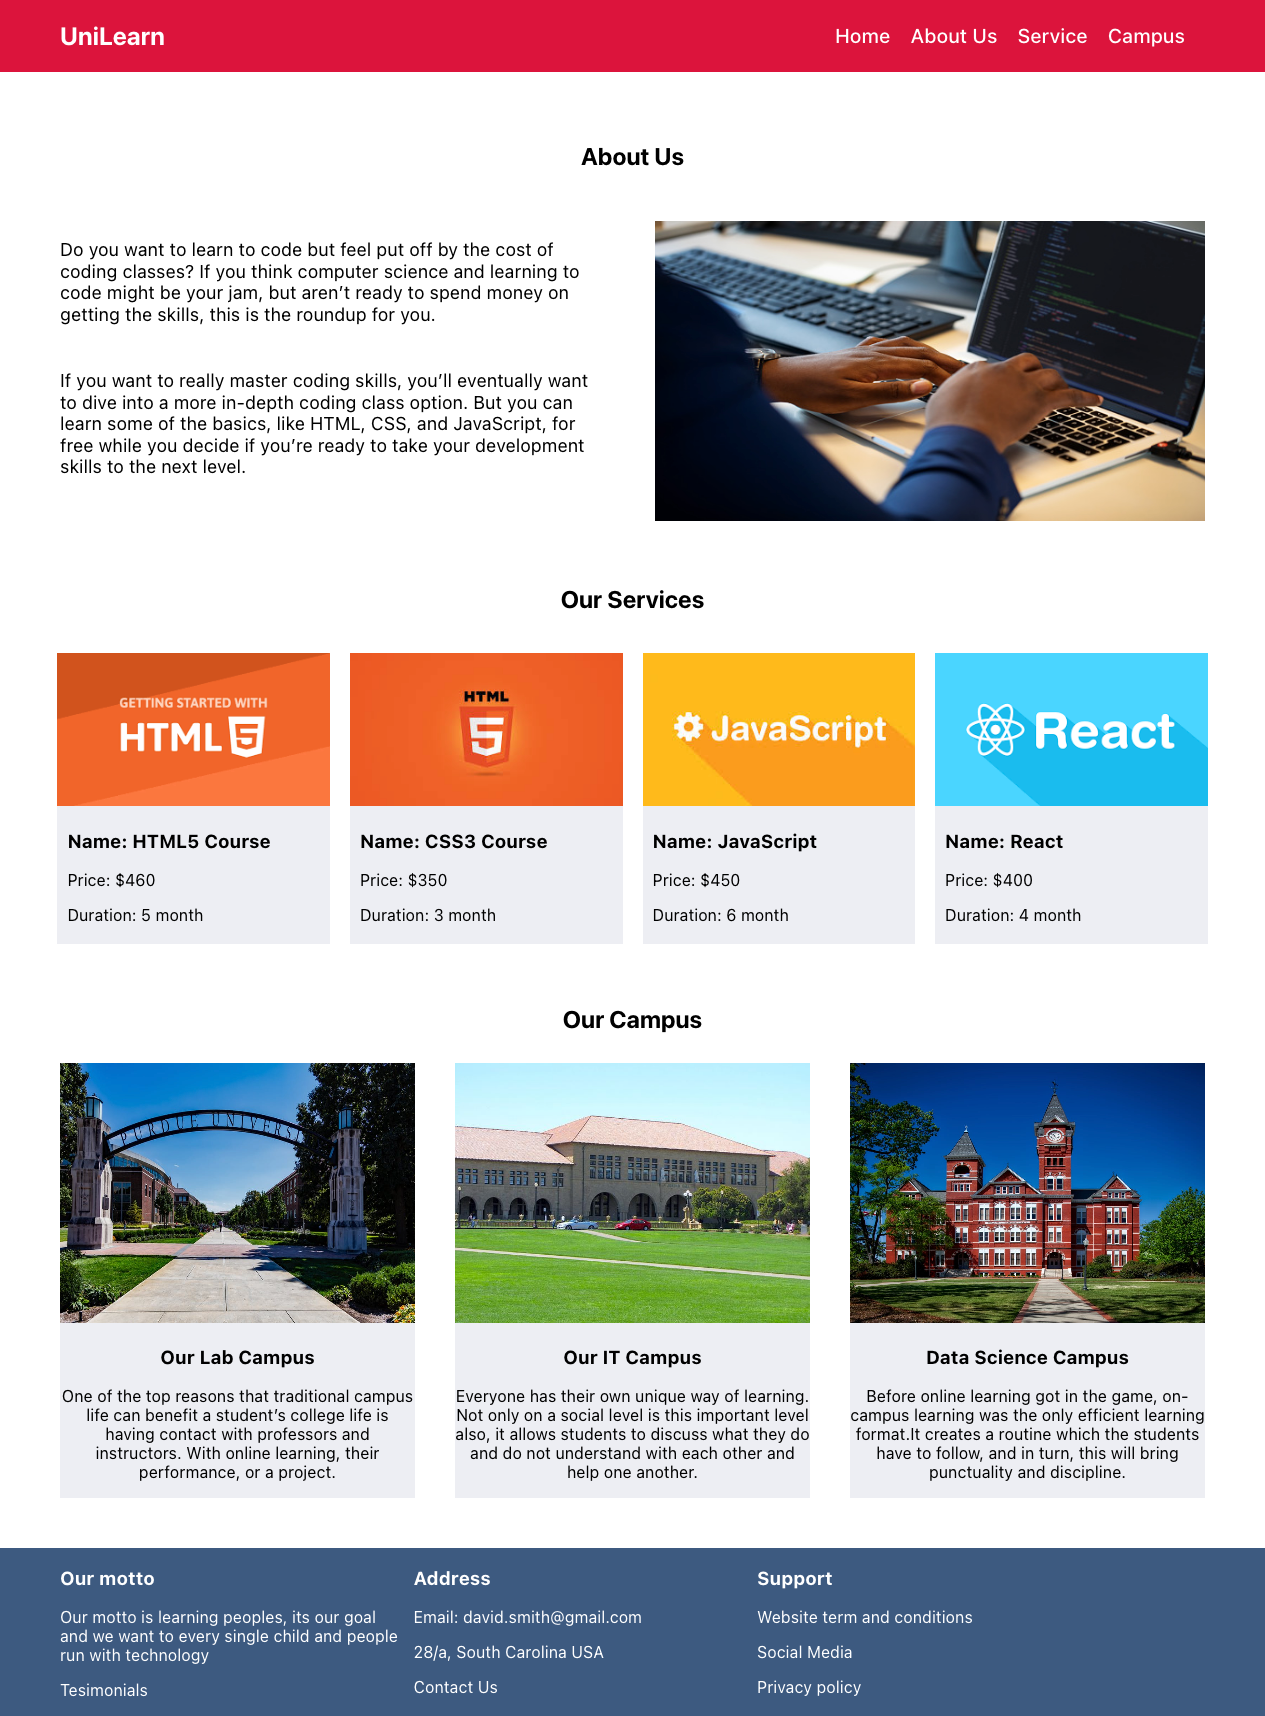 UniLearn
Home About Us Service Campus
About Us
Do you want to learn to code but feel put off by the cost of
coding classes? If you think computer science and learning to
code might be your jam, but aren’t ready to spend money on
getting the skills, this is the roundup for you.
If you want to really master coding skills, you’ll eventually want
to dive into a more in-depth coding class option. But you can
learn some of the basics, like HTML, CSS, and JavaScript, for
free while you decide if you’re ready to take your development
skills to the next level.
Our Services
GETTING STARTED WITH
HTML 5
Name: HTML5 Course
Price: $460
Duration: 5 month
HTML
5
Name: CSS3 Course
Price: $350
Duration: 3 month
JavaScript
Name: JavaScript
Price: $450
Duration: 6 month
React
Name: React
Price: $400
Duration: 4 month
Our Campus
PURDUE UNIVERS
Our Lab Campus
One of the top reasons that traditional campus
life can benefit a student’s college life is
having contact with professors and
instructors. With online learning, their
performance, or a project.
Our IT Campus
Everyone has their own unique way of learning.
Not only on a social level is this important level
also, it allows students to discuss what they do
and do not understand with each other and
help one another.
Data Science Campus
Before online learning got in the game, on-
campus learning was the only efficient learning
format.It creates a routine which the students
have to follow, and in turn, this will bring
punctuality and discipline.
Our motto
Our motto is learning peoples, its our goal
and we want to every single child and people
run with technology
Tesimonials
Address
Email: david.smith@gmail.com
28/a, South Carolina USA
Contact Us
Support
Website term and conditions
Social Media
Privacy policy